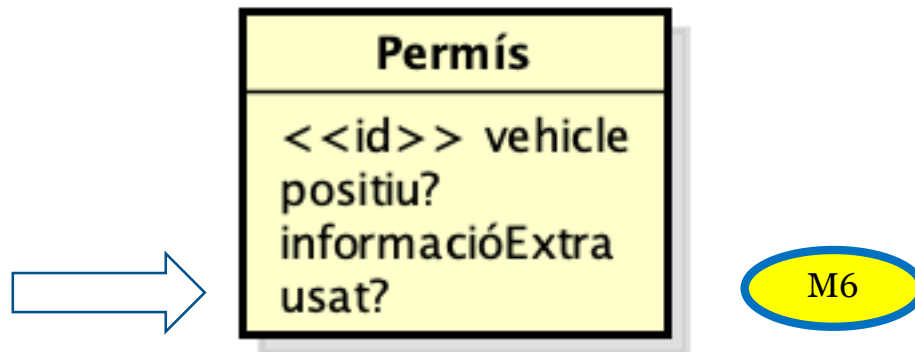 Permís
<<id>> vehicle
positiu?
informacióExtra
usat?
M6